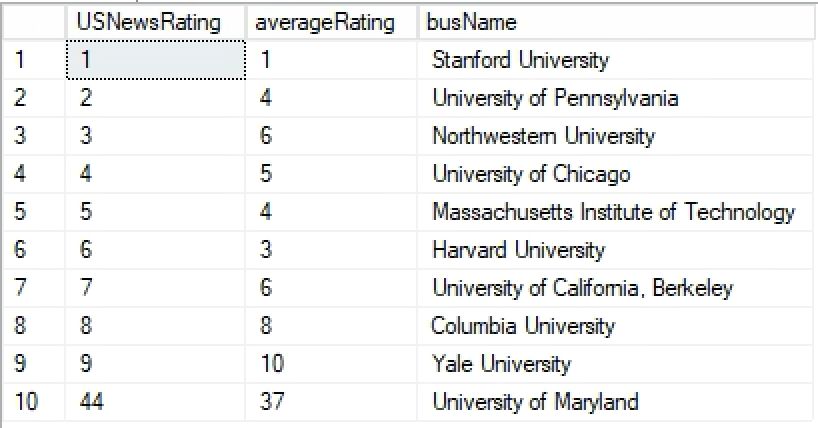 USNewsRating averageRating busName
1 1 1 Stanford University
2 2 4 University of Pennsylvania
3 3 6 Northwestern University
4 4 5 University of Chicago
5 5 4 Massachusetts Institute of Technology
6 6 3 Harvard University
7 7 6 University of California, Berkeley
8 8 8 Columbia University
9 9 10 Yale University
10 44 37 University of Maryland